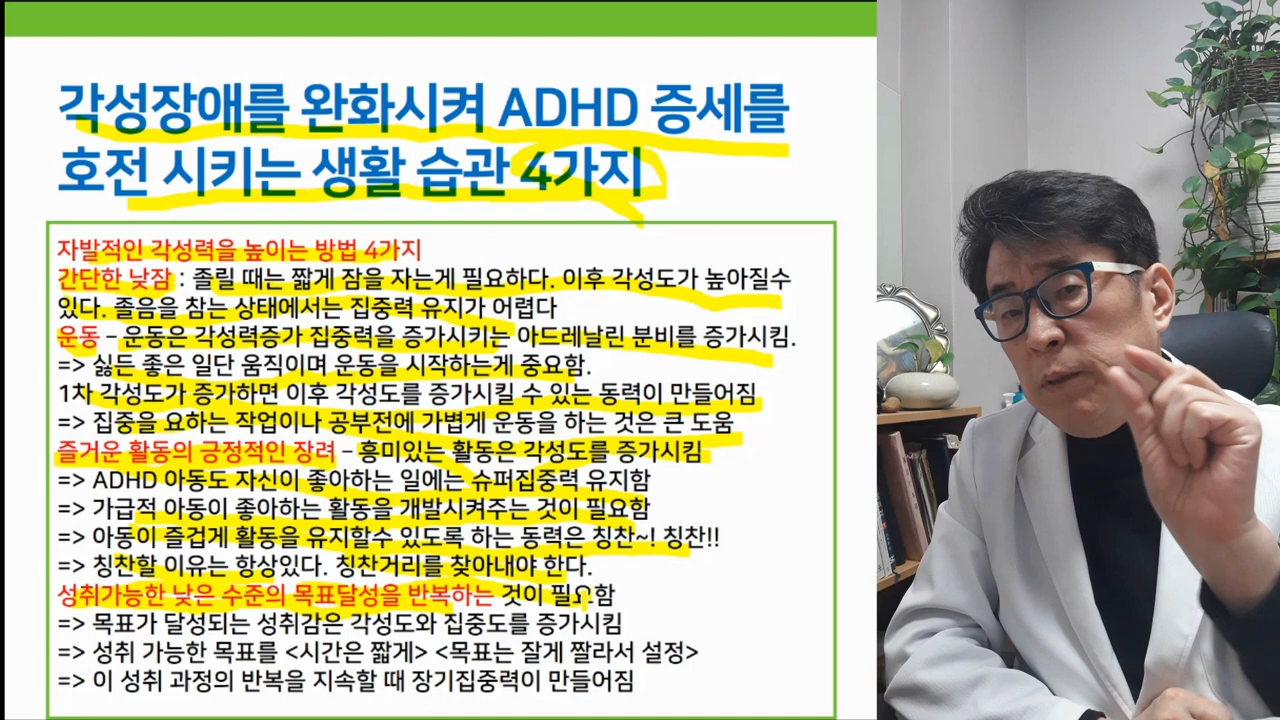 각성장애를 완화시켜 ADHD 증세를
호전 시키는 생활 습관 4가지
자발적인 각성력을 높이는 방법 4가지
간단한 낮잠 : 졸릴 때는 짧게 잠을 자는게 필요하다. 이후 각성도가 높아질수
있다. 졸음을 참는 상태에서는 집중력 유지가 어렵다
운동 – 운동은 각성력증가 집중력을 증가시키는 아드레날린 분비를 증가시킴.
=> 싫든 좋은 일단 움직이며 운동을 시작하는게 중요함.
1차 각성도가 증가하면 이후 각성도를 증가시킬 수 있는 동력이 만들어짐
=> 집중을 요하는 작업이나 공부전에 가볍게 운동을 하는 것은 큰 도움
즐거운 활동의 긍정적인 장려 – 흥미있는 활동은 각성도를 증가시킴
=> ADHD 아동도 자신이 좋아하는 일에는 슈퍼집중력 유지함
=> 가급적 아동이 좋아하는 활동을 개발시켜주는 것이 필요함
=> 아동이 즐겁게 활동을 유지할수 있도록 하는 동력은 칭찬~! 칭찬!!
=> 칭찬할 이유는 항상있다. 칭찬거리를 찾아내야 한다.
성취가능한 낮은 수준의 목표달성을 반복하는 것이 필요함
=> 목표가 달성되는 성취감은 각성도와 집중도를 증가시킴
=> 성취 가능한 목표를 <시간은 짧게> <목표는 잘게 짤라서 설정>
=> 이 성취 과정의 반복을 지속할 때 장기집중력이 만들어짐